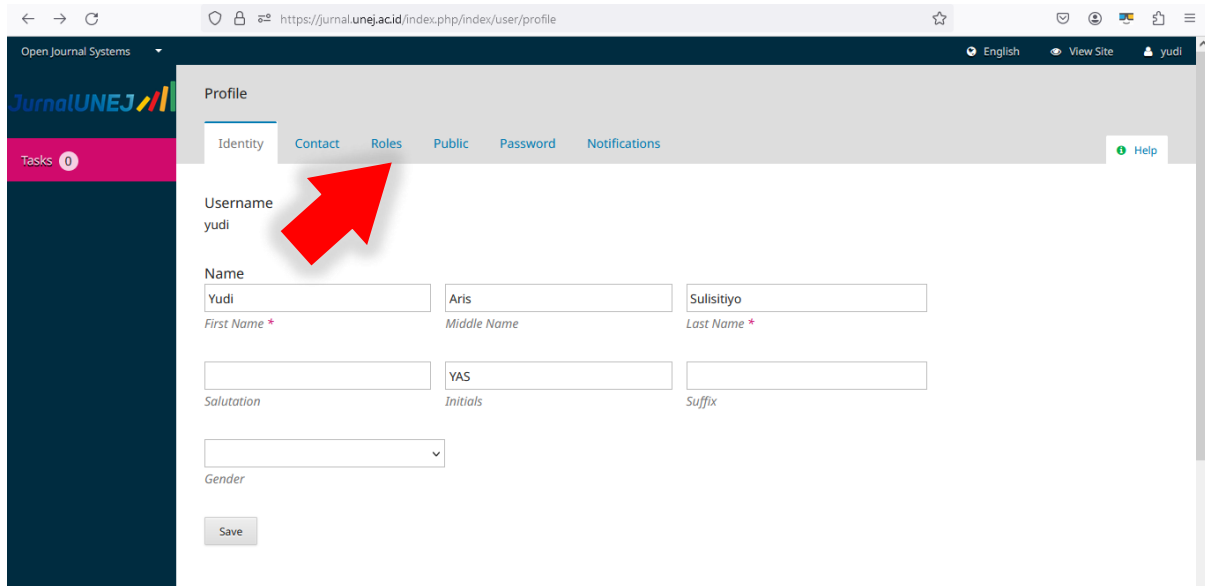 https://jurnal.unej.ac.id/index.php/index/user/profile
Open Journal Systems English View Site yudi
JurnalUNEJ
Profile
Identity Contact Roles Public Password Notifications
Help
Tasks 0
Username
yudi
Name
Yudi Aris Sulisitiyo
First Name * Middle Name Last Name *
YAS
Salutation Initials Suffix
Gender
Save